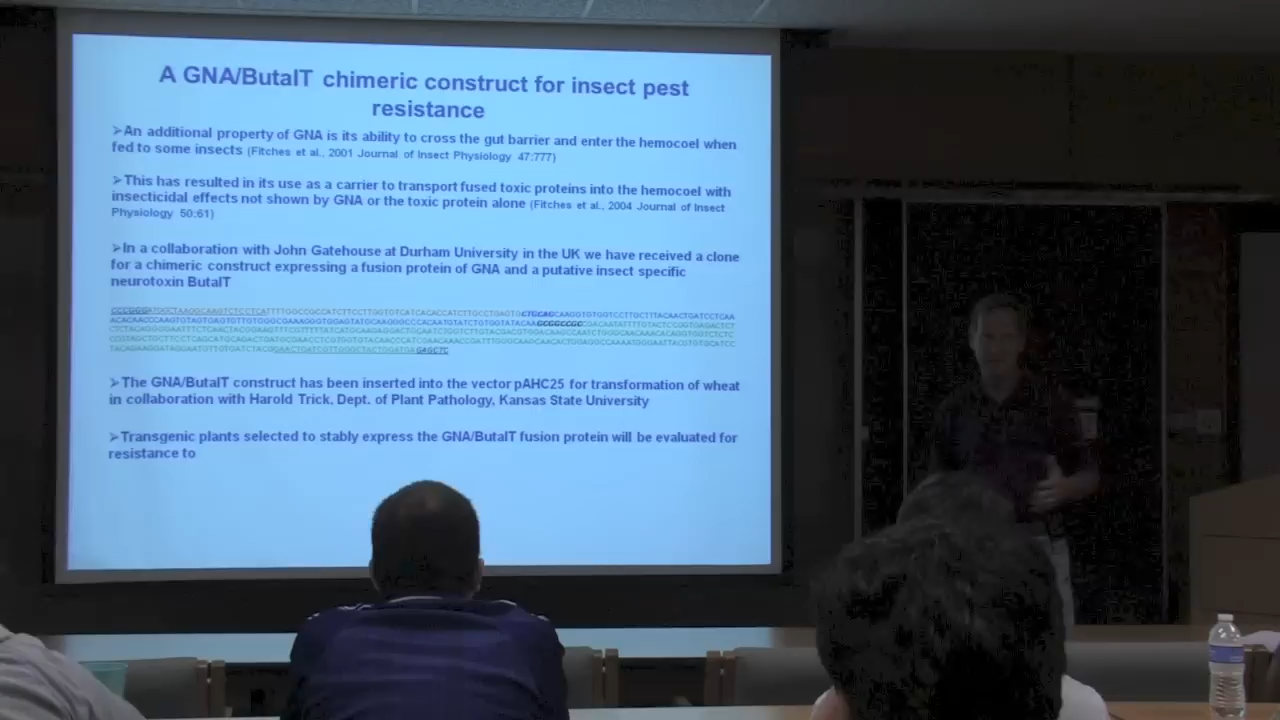 A GNA/ButaIT chimeric construct for insect pest
resistance
➢An additional property of GNA is its ability to cross the gut barrier and enter the hemocoel when
fed to some insects (Fitches et al., 2001 Journal of Insect Physiology 47:777)
➢This has resulted in its use as a carrier to transport fused toxic proteins into the hemocoel with
insecticidal effects not shown by GNA or the toxic protein alone (Fitches et al., 2004 Journal of Insect
Physiology 50:61)
➢In a collaboration with John Gatehouse at Durham University in the UK we have received a clone
for a chimeric construct expressing a fusion protein of GNA and a putative insect specific
neurotoxin ButaIT
CTGCAG
GCGGCCGC
GAGCTC
➢The GNA/ButaIT construct has been inserted into the vector pAHC25 for transformation of wheat
in collaboration with Harold Trick, Dept. of Plant Pathology, Kansas State University
➢Transgenic plants selected to stably express the GNA/ButaIT fusion protein will be evaluated for
resistance to